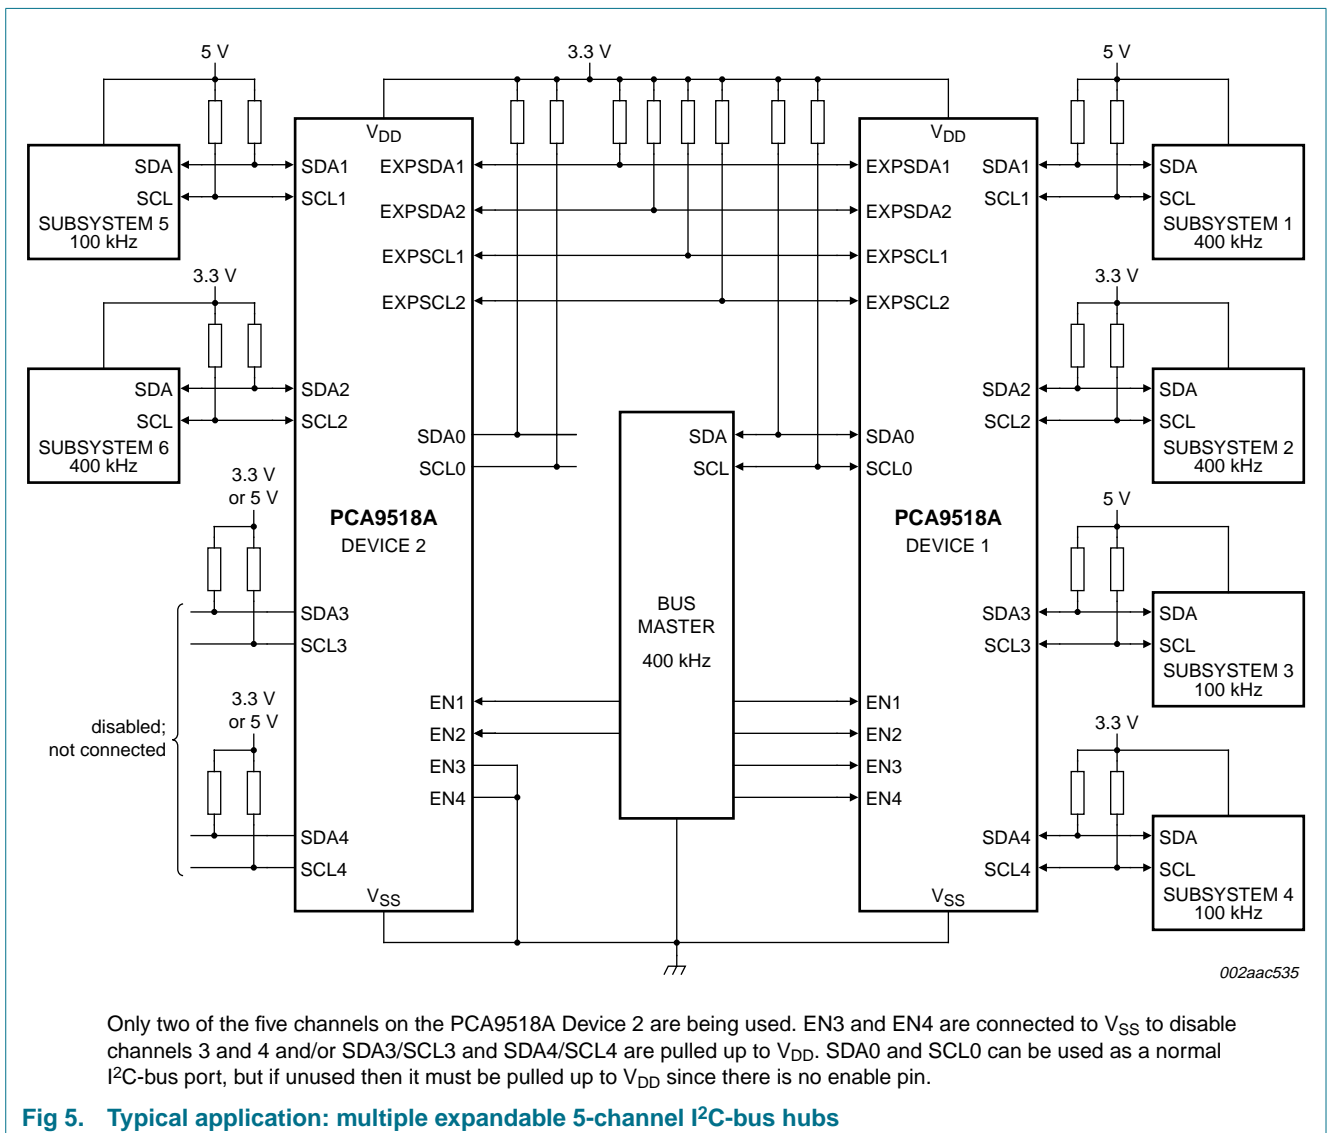 5 V
3.3 V
5 V
VDD
VDD
SDA
SCL
SUBSYSTEM 5
100 kHz
SDA1
SCL1
EXPSDA1
EXPSDA2
EXPSCL1
EXPSCL2
EXPSDA1
EXPSDA2
EXPSCL1
EXPSCL2
SDA1
SCL1
SDA
SCL
SUBSYSTEM 1
400 kHz
3.3 V
3.3 V
SDA
SCL
SUBSYSTEM 6
400 kHz
SDA2
SCL2
SDA0
SCL0
SDA
SCL
SDA0
SCL0
SDA2
SCL2
SDA
SCL
SUBSYSTEM 2
400 kHz
3.3 V
or 5 V
5 V
PCA9518A
DEVICE 2
PCA9518A
DEVICE 1
BUS
MASTER
400 kHz
SDA3
SCL3
SDA3
SCL3
SDA
SCL
SUBSYSTEM 3
100 kHz
3.3 V
or 5 V
3.3 V
disabled;
not connected
EN1
EN2
EN3
EN4
EN1
EN2
EN3
EN4
SDA4
SCL4
SDA4
SCL4
SDA
SCL
SUBSYSTEM 4
100 kHz
VSS
VSS
002aac535
Only two of the five channels on the PCA9518A Device 2 are being used. EN3 and EN4 are connected to VSS to disable
channels 3 and 4 and/or SDA3/SCL3 and SDA4/SCL4 are pulled up to VDD. SDA0 and SCL0 can be used as a normal
I²C-bus port, but if unused then it must be pulled up to VDD since there is no enable pin.
Fig 5. Typical application: multiple expandable 5-channel I²C-bus hubs